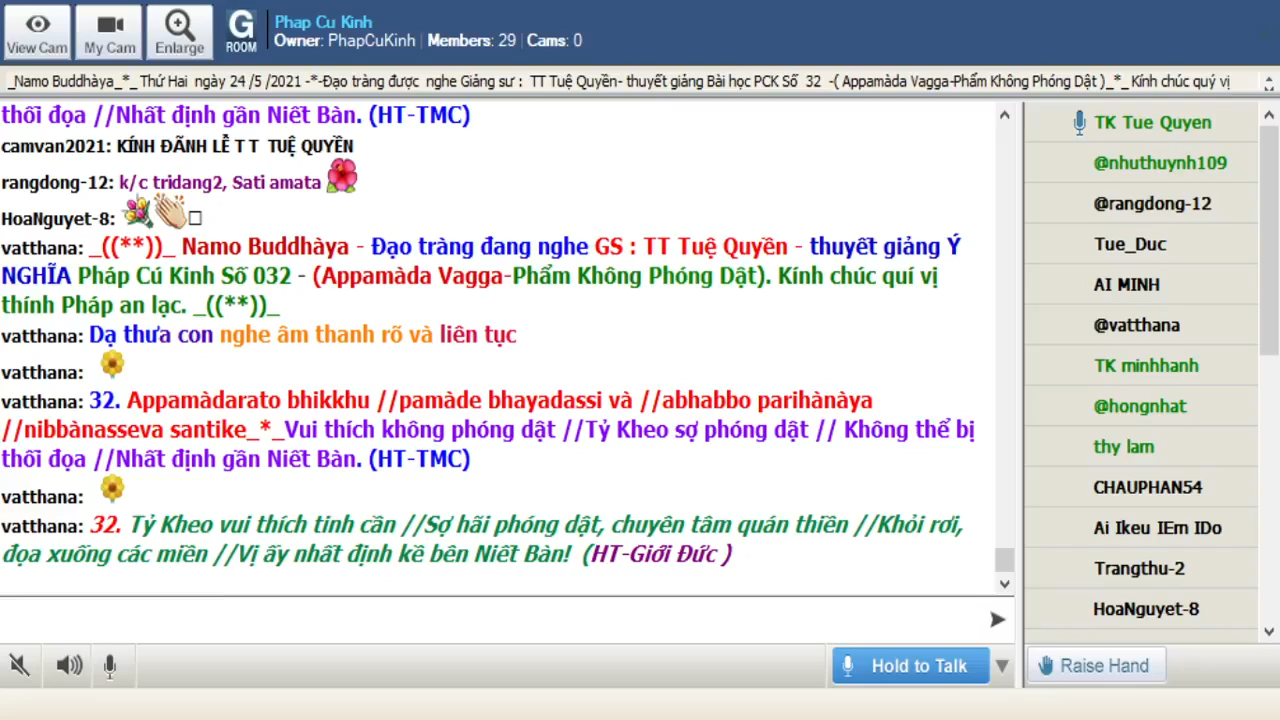 View Cam
My Cam
Enlarge
G
ROOM
Phap Cu Kinh
Owner: PhapCuKinh | Members: 29 | Cams: 0
_Namo Buddhàya_*_ Thứ Hai ngày 24 /5 /2021 -*-Đạo tràng được nghe Giảng sư : TT Tuệ Quyền- thuyết giảng Bài học PCK Số 32 -( Appamàda Vagga-Phẩm Không Phóng Dật )_*_ Kính chúc quý vị
thối đọa //Nhất định gần Niết Bàn. (HT-TMC)
camvan2021: KÍNH ĐÃNH LỄ T T TUỆ QUYỀN
rangdong-12: k/c tridang2, Sati amata
HoaNguyet-8:
vatthana: _((**))_ Namo Buddhàya - Đạo tràng đang nghe GS : TT Tuệ Quyền - thuyết giảng Ý
NGHĨA Pháp Cú Kinh Số 032 - (Appamàda Vagga-Phẩm Không Phóng Dật). Kính chúc quí vị
thính Pháp an lạc. _((**))_
vatthana: Dạ thưa con nghe âm thanh rõ và liên tục
vatthana:
vatthana: 32. Appamàdarato bhikkhu //pamàde bhayadassi và //abhabbo parihànàya
//nibbànasseva santike_*_Vui thích không phóng dật //Tỷ Kheo sợ phóng dật // Không thể bị
thối đọa //Nhất định gần Niết Bàn. (HT-TMC)
vatthana:
vatthana: 32. Tỷ Kheo vui thích tinh cần //Sợ hãi phóng dật, chuyên tâm quán thiền //Khỏi rơi,
đọa xuống các miền //Vị ấy nhất định kề bên Niết Bàn! (HT-Giới Đức )
TK Tue Quyen
@nhuthuynh109
@rangdong-12
Tue_Duc
AI MINH
@vatthana
TK minhhanh
@hongnhat
thy lam
CHAUPHAN54
Ai Ikeu IEm IDo
Trangthu-2
HoaNguyet-8
Hold to Talk
Raise Hand